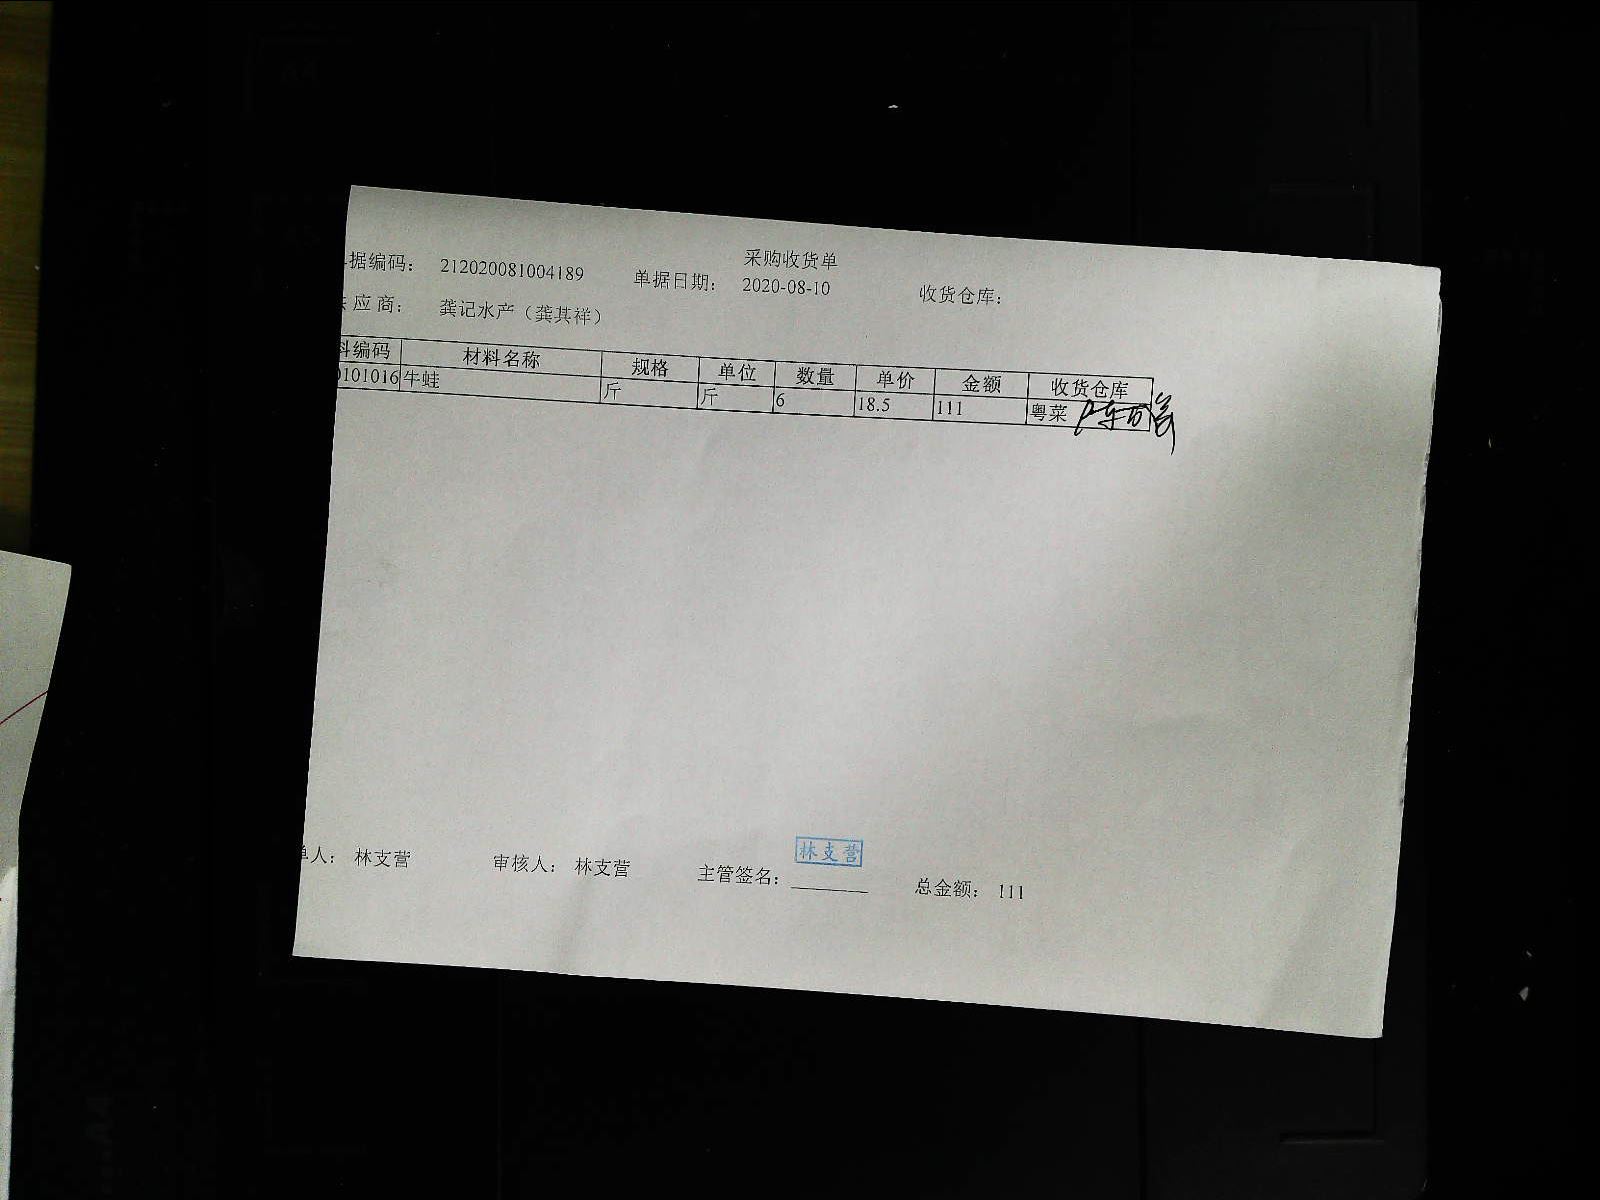 采购收货单
据编码： 212020081004189 单据日期： 2020-08-10 收货仓库：
应商： 龚记水产（龚其祥）
料编码 材料名称 规格 单位 数量 单价 金额 收货仓库
0101016 牛蛙 斤 斤 6 18.5 111 粤菜
林支营
单人： 林支营 审核人： 林支营 主管签名： 总金额： 111